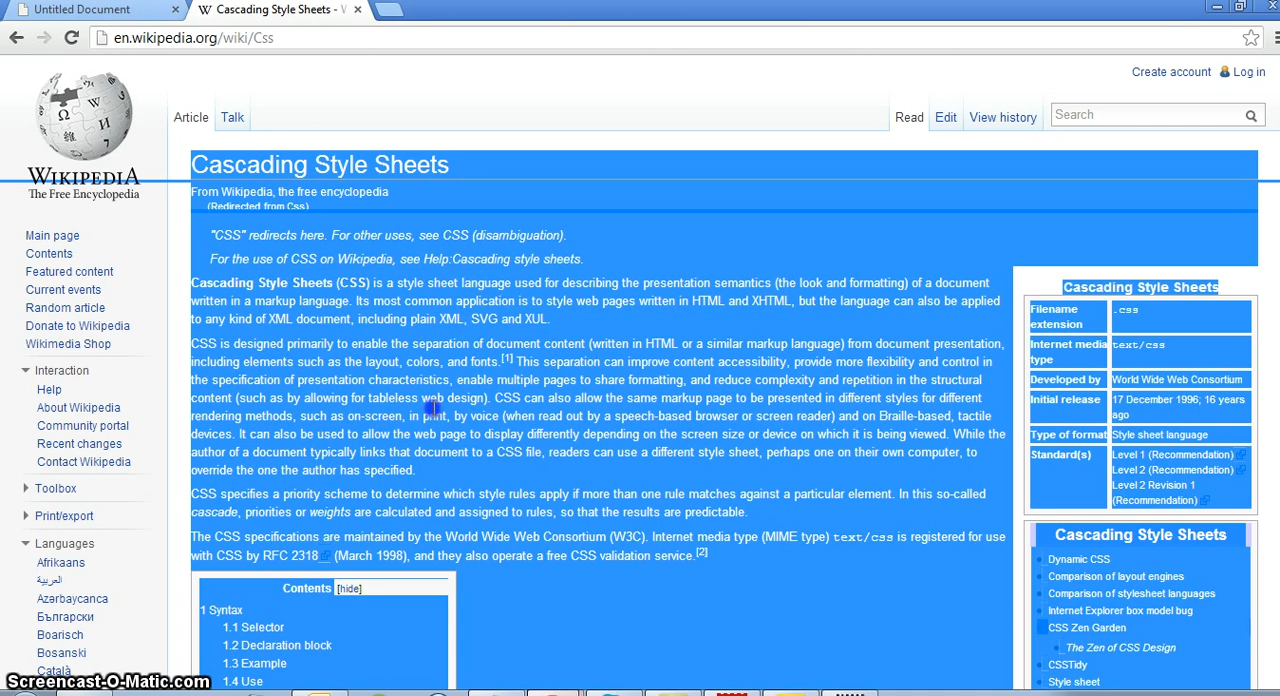 Untitled Document
Cascading Style Sheets -
en.wikipedia.org/wiki/Css
Create account Log in
Article Talk Read Edit View history Search
WIKIPEDIA
The Free Encyclopedia
Main page
Contents
Featured content
Current events
Random article
Donate to Wikipedia
Wikimedia Shop
Interaction
Help
About Wikipedia
Community portal
Recent changes
Contact Wikipedia
Toolbox
Print/export
Languages
Afrikaans
العربية
Azərbaycanca
Български
Boarisch
Bosanski
Català
Cascading Style Sheets
From Wikipedia, the free encyclopedia
(Redirected from Css)
"CSS" redirects here. For other uses, see CSS (disambiguation).
For the use of CSS on Wikipedia, see Help:Cascading style sheets.
Cascading Style Sheets (CSS) is a style sheet language used for describing the presentation semantics (the look and formatting) of a document
written in a markup language. Its most common application is to style web pages written in HTML and XHTML, but the language can also be applied
to any kind of XML document, including plain XML, SVG and XUL.
CSS is designed primarily to enable the separation of document content (written in HTML or a similar markup language) from document presentation,
including elements such as the layout, colors, and fonts.[1] This separation can improve content accessibility, provide more flexibility and control in
the specification of presentation characteristics, enable multiple pages to share formatting, and reduce complexity and repetition in the structural
content (such as by allowing for tableless web design). CSS can also allow the same markup page to be presented in different styles for different
rendering methods, such as on-screen, in print, by voice (when read out by a speech-based browser or screen reader) and on Braille-based, tactile
devices. It can also be used to allow the web page to display differently depending on the screen size or device on which it is being viewed. While the
author of a document typically links that document to a CSS file, readers can use a different style sheet, perhaps one on their own computer, to
override the one the author has specified.
CSS specifies a priority scheme to determine which style rules apply if more than one rule matches against a particular element. In this so-called
cascade, priorities or weights are calculated and assigned to rules, so that the results are predictable.
The CSS specifications are maintained by the World Wide Web Consortium (W3C). Internet media type (MIME type) text/css is registered for use
with CSS by RFC 2318 (March 1998), and they also operate a free CSS validation service.[2]
Contents [hide]
1 Syntax
1.1 Selector
1.2 Declaration block
1.3 Example
1.4 Use
Cascading Style Sheets
Filename .css
extension
Internet media text/css
type
Developed by World Wide Web Consortium
Initial release 17 December 1996; 16 years
ago
Type of format Style sheet language
Standard(s) Level 1 (Recommendation)
Level 2 (Recommendation)
Level 2 Revision 1
(Recommendation)
Cascading Style Sheets
Dynamic CSS
Comparison of layout engines
Comparison of stylesheet languages
Internet Explorer box model bug
CSS Zen Garden
The Zen of CSS Design
CSSTidy
Style sheet
Screencast-O-Matic.com